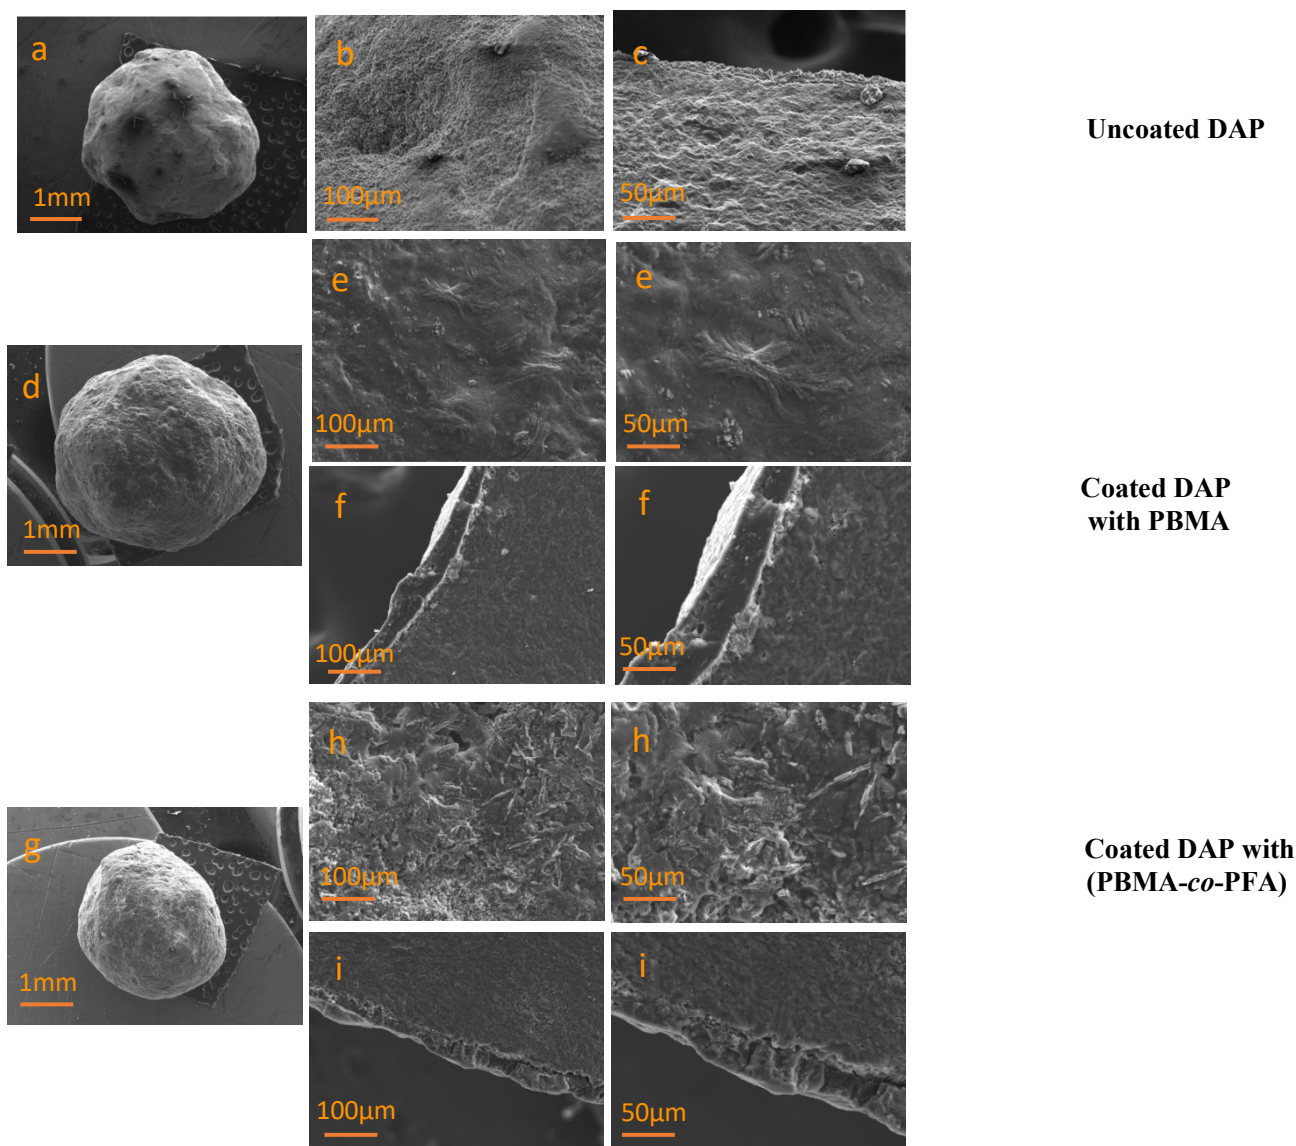 a
1mm
b
100µm
c
50µm
Uncoated DAP
d
1mm
e
100µm
e
50µm
f
100µm
f
50µm
Coated DAP
with PBMA
g
1mm
h
100µm
h
50µm
i
100µm
i
50µm
Coated DAP with
(PBMA-co-PFA)